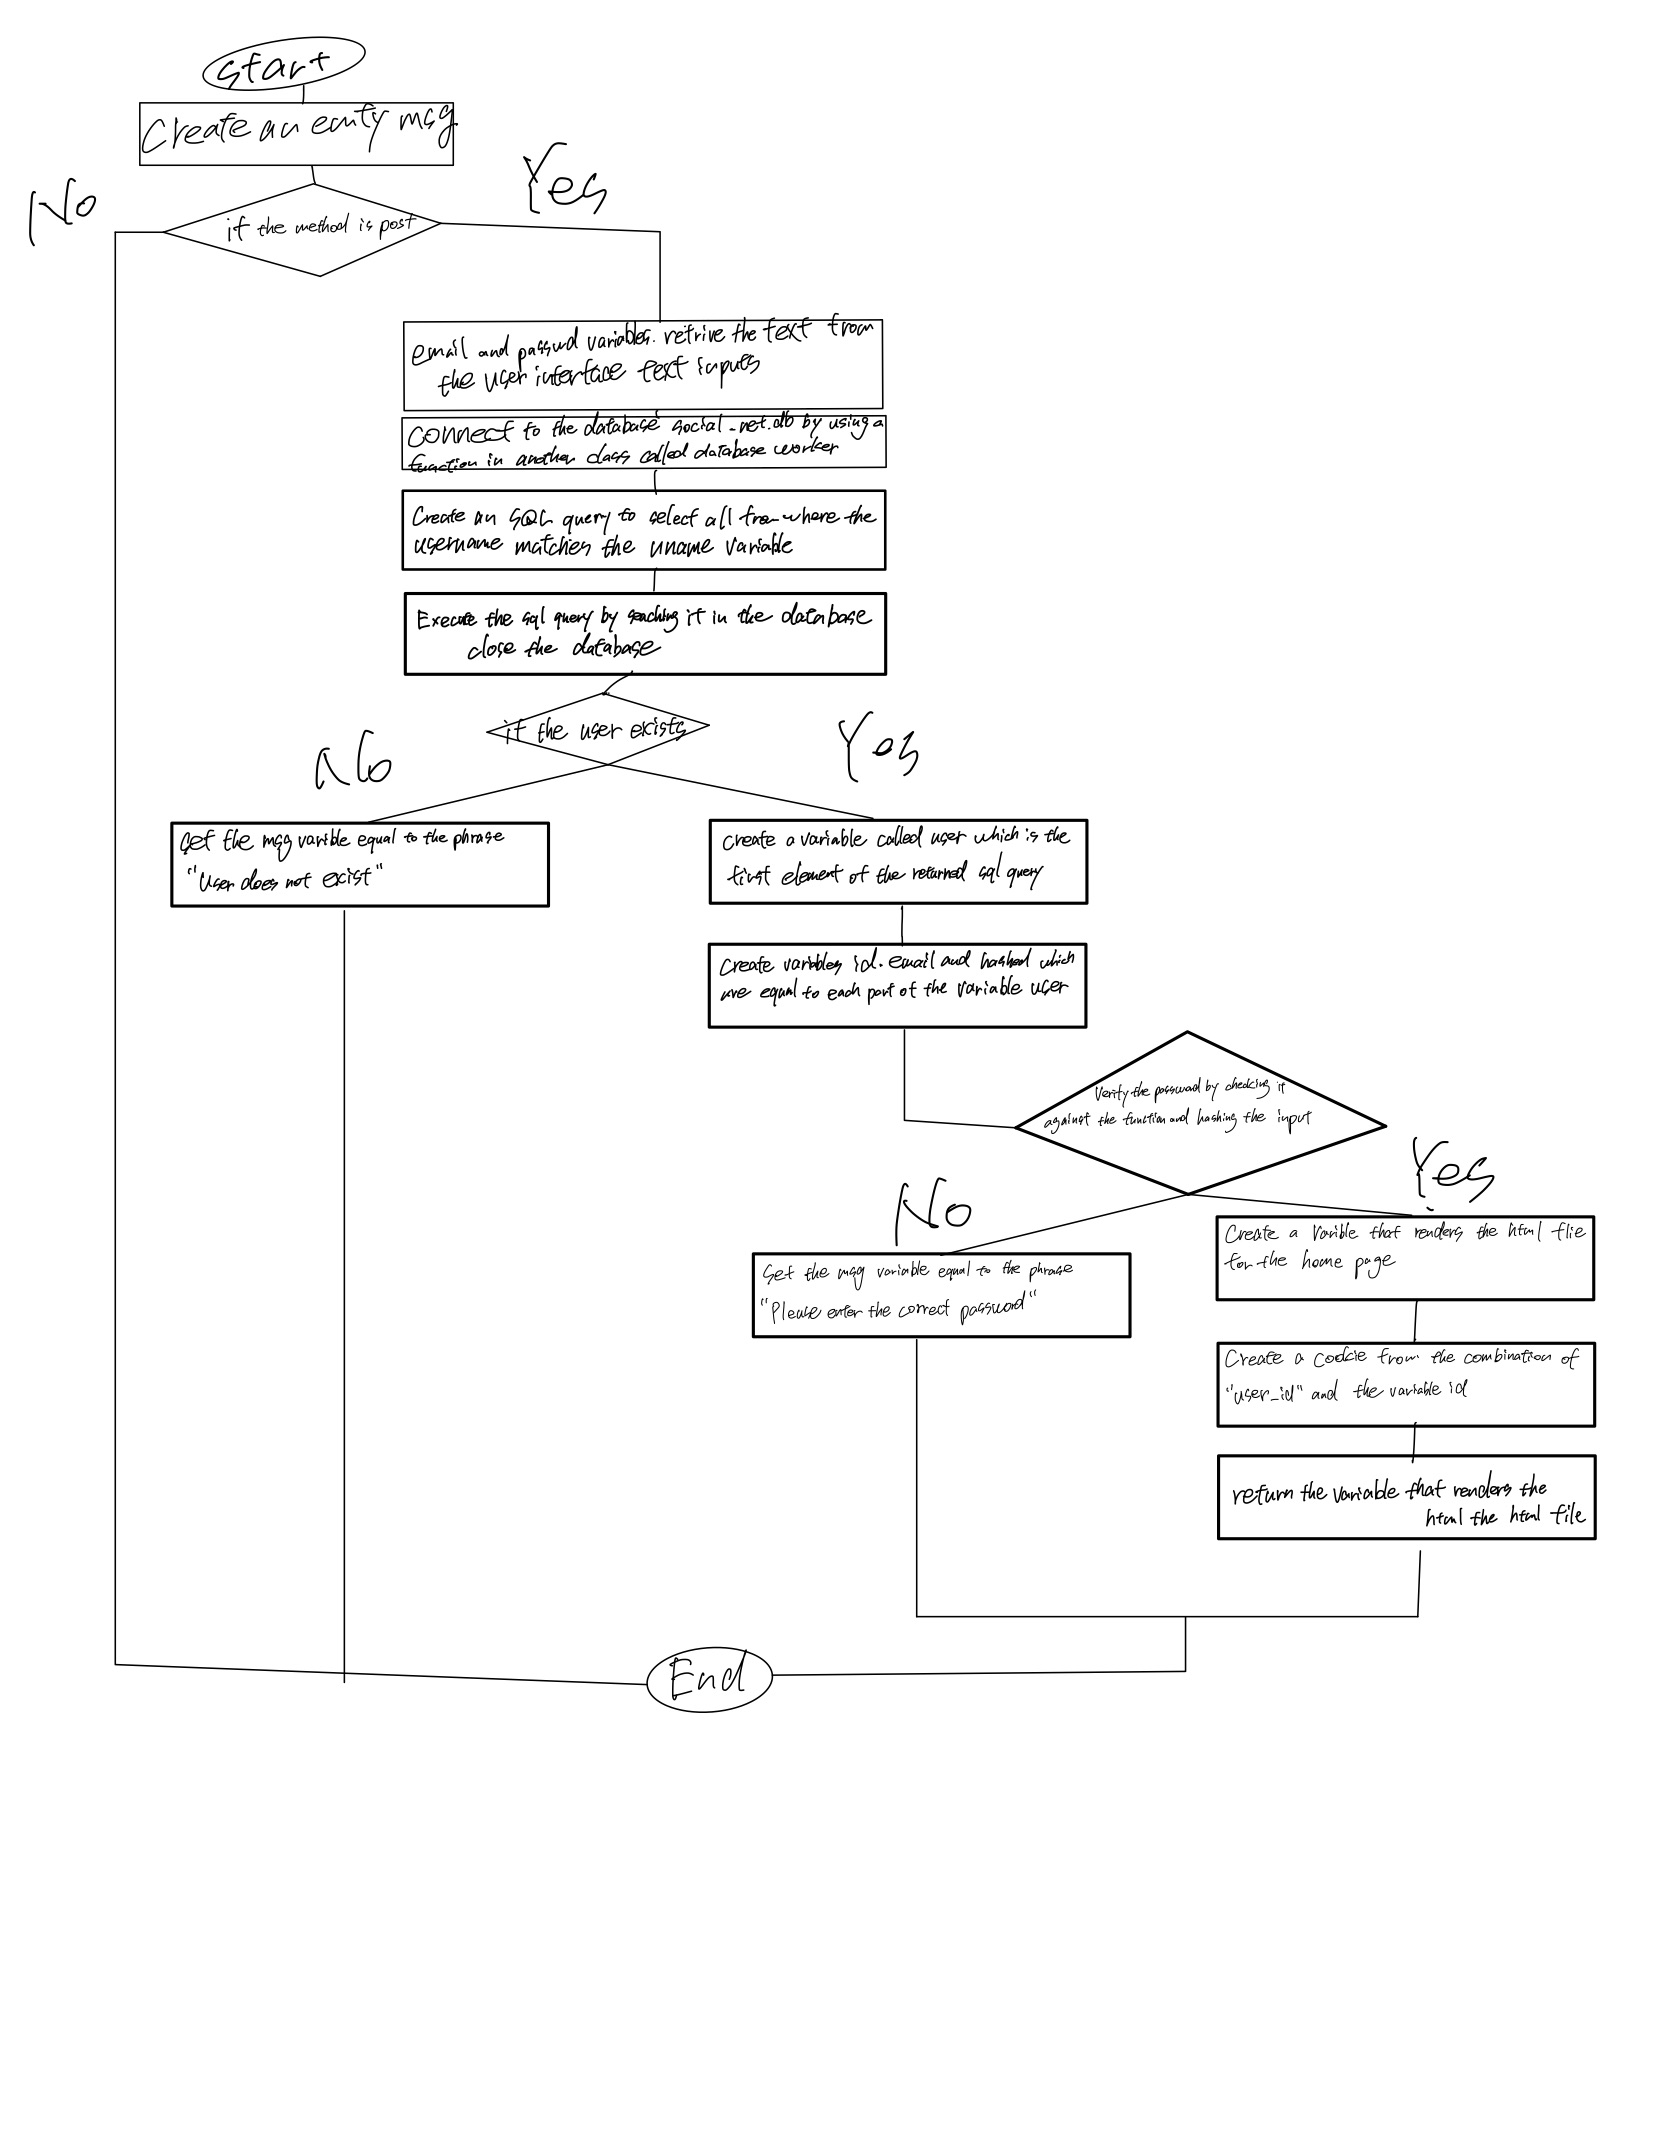 start
Create an emty msg
No
Yes
if the method is post
email and passwd variables. retrive the text from
the user interface text inputs
connect to the database social_net.db by using a
function in another class called database worker
Create an SQL query to select all from where the
username matches the uname variable
Execute the sql query by seaching it in the database
close the database
if the user exists
No
Yes
set the msg varible equal to the phrase
"User does not exist"
create a variable called user which is the
first element of the returned sql query
Create variables id. email and hashed which
are equal to each part of the variable user
Verify the password by checking it
against the function and hashing the input
No
Yes
Set the msg variable equal to the phrase
"Please enter the correct password"
Create a varible that renders the html flie
for the home page
Create a cookie from the combination of
"user_id" and the variable id
return the variable that renders the
html the html file
End